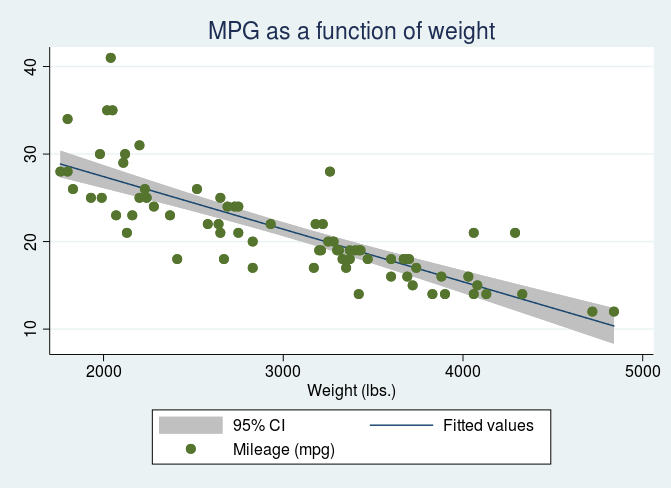 MPG as a function of weight
40
30
20
10
2000 3000 4000 5000
Weight (lbs.)
95% CI Fitted values
Mileage (mpg)